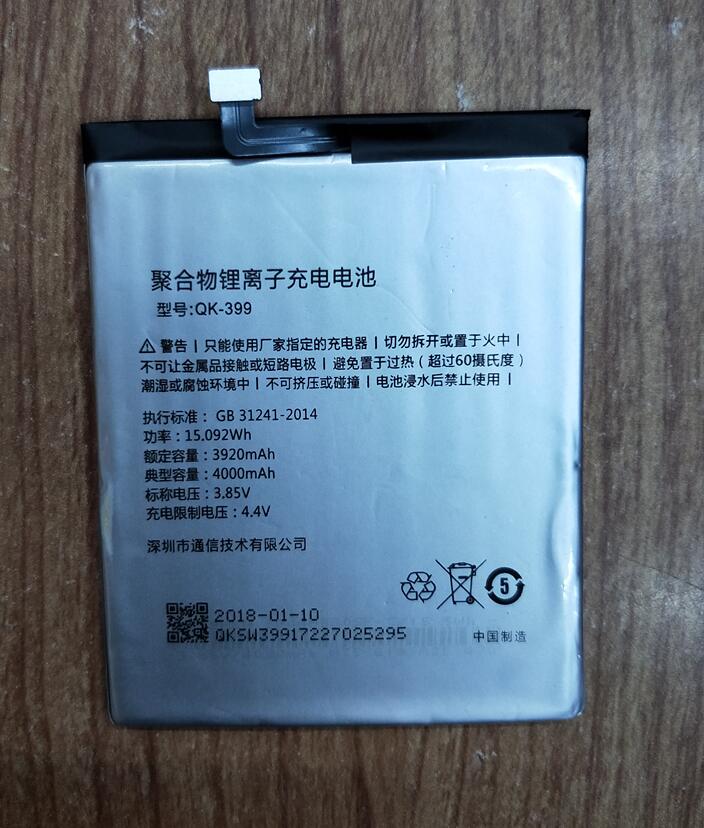 聚合物锂离子充电电池
型号:QK-399
警告丨只能使用厂家指定的充电器丨切勿拆开或置于火中丨
不可让金属品接触或短路电极丨避免置于过热(超过60摄氏度)
潮湿或腐蚀环境中丨不可挤压或碰撞丨电池浸水后禁止使用丨
执行标准:GB 31241-2014
功率:15.092Wh
额定容量:3920mAh
典型容量:4000mAh
标称电压:3.85V
充电限制电压:4.4V
深圳市通信技术有限公司
5
2018-01-10
QKSW39917227025295
中国制造